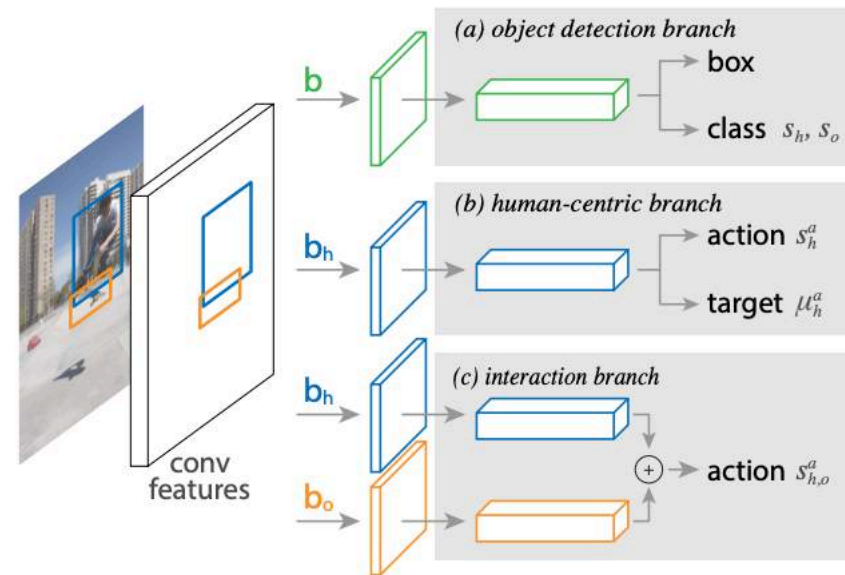 (a) object detection branch
b
box
class s_h, s_o
(b) human-centric branch
b_h
action s_h^a
target μ_h^a
(c) interaction branch
b_h
+
action s_{h,o}^a
b_o
conv
features